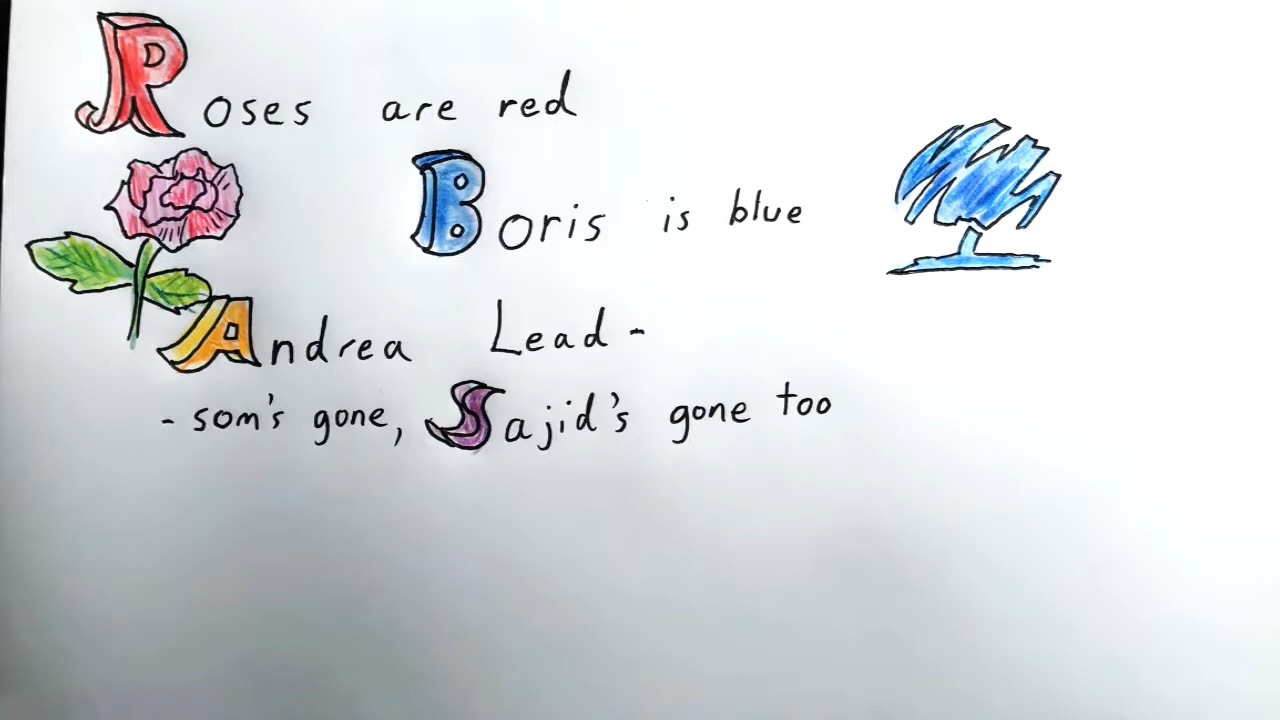 Roses are red
Boris is blue
Andrea Lead-
-som's gone, Sajid's gone too